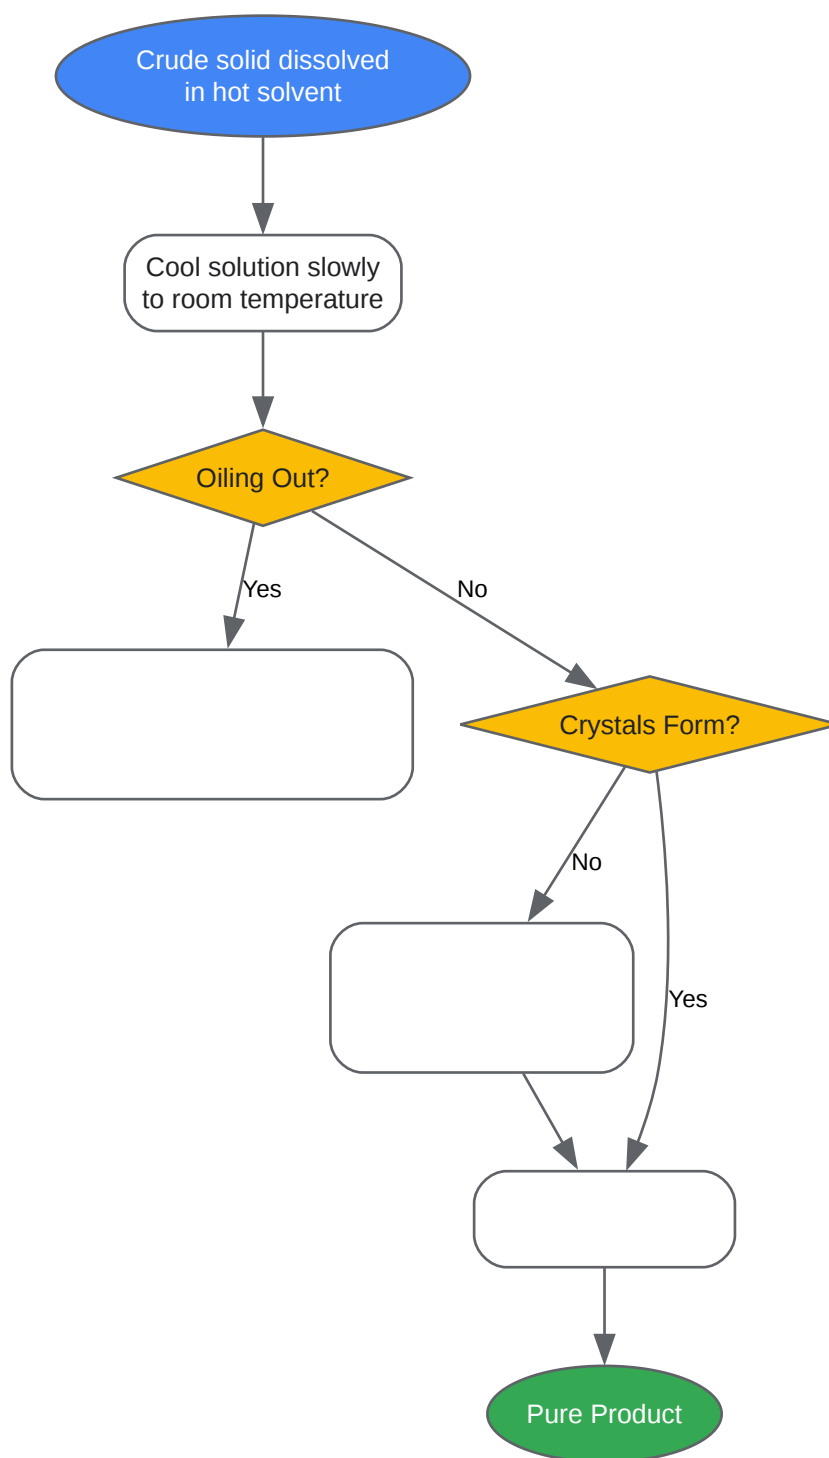 Crude solid dissolved
in hot solvent
Cool solution slowly
to room temperature
Oiling Out?
Yes
No
Crystals Form?
No
Yes
Pure Product